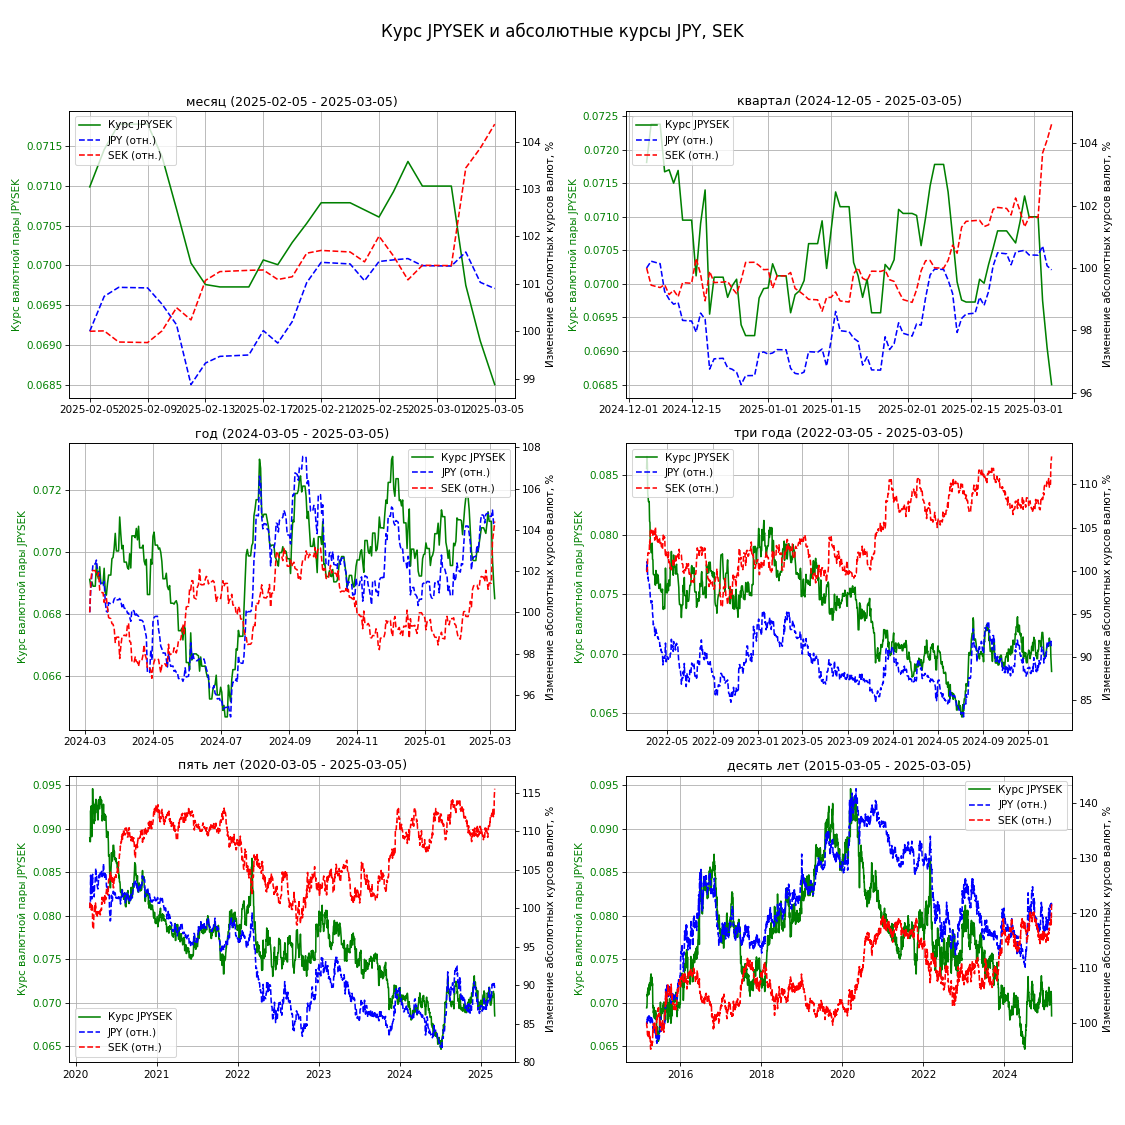 Курс JPYSEK и абсолютные курсы JPY, SEK
месяц (2025-02-05 - 2025-03-05)
Курс JPYSEK
JPY (отн.)
SEK (отн.)
Курс валютной пары JPYSEK
0.0715
0.0710
0.0705
0.0700
0.0695
0.0690
0.0685
104
103
102
101
100
99
Изменение абсолютных курсов валют, %
2025-02-05 2025-02-09 2025-02-13 2025-02-17 2025-02-21 2025-02-25 2025-03-01 2025-03-05
квартал (2024-12-05 - 2025-03-05)
Курс JPYSEK
JPY (отн.)
SEK (отн.)
Курс валютной пары JPYSEK
0.0725
0.0720
0.0715
0.0710
0.0705
0.0700
0.0695
0.0690
0.0685
104
102
100
98
96
Изменение абсолютных курсов валют, %
2024-12-01 2024-12-15 2025-01-01 2025-01-15 2025-02-01 2025-02-15 2025-03-01
год (2024-03-05 - 2025-03-05)
Курс JPYSEK
JPY (отн.)
SEK (отн.)
Курс валютной пары JPYSEK
0.072
0.070
0.068
0.066
108
106
104
102
100
98
96
Изменение абсолютных курсов валют, %
2024-03 2024-05 2024-07 2024-09 2024-11 2025-01 2025-03
три года (2022-03-05 - 2025-03-05)
Курс JPYSEK
JPY (отн.)
SEK (отн.)
Курс валютной пары JPYSEK
0.085
0.080
0.075
0.070
0.065
110
105
100
95
90
85
Изменение абсолютных курсов валют, %
2022-05 2022-09 2023-01 2023-05 2023-09 2024-01 2024-05 2024-09 2025-01
пять лет (2020-03-05 - 2025-03-05)
Курс JPYSEK
JPY (отн.)
SEK (отн.)
Курс валютной пары JPYSEK
0.095
0.090
0.085
0.080
0.075
0.070
0.065
115
110
105
100
95
90
85
80
Изменение абсолютных курсов валют, %
2020 2021 2022 2023 2024 2025
десять лет (2015-03-05 - 2025-03-05)
Курс JPYSEK
JPY (отн.)
SEK (отн.)
Курс валютной пары JPYSEK
0.095
0.090
0.085
0.080
0.075
0.070
0.065
140
130
120
110
100
Изменение абсолютных курсов валют, %
2016 2018 2020 2022 2024